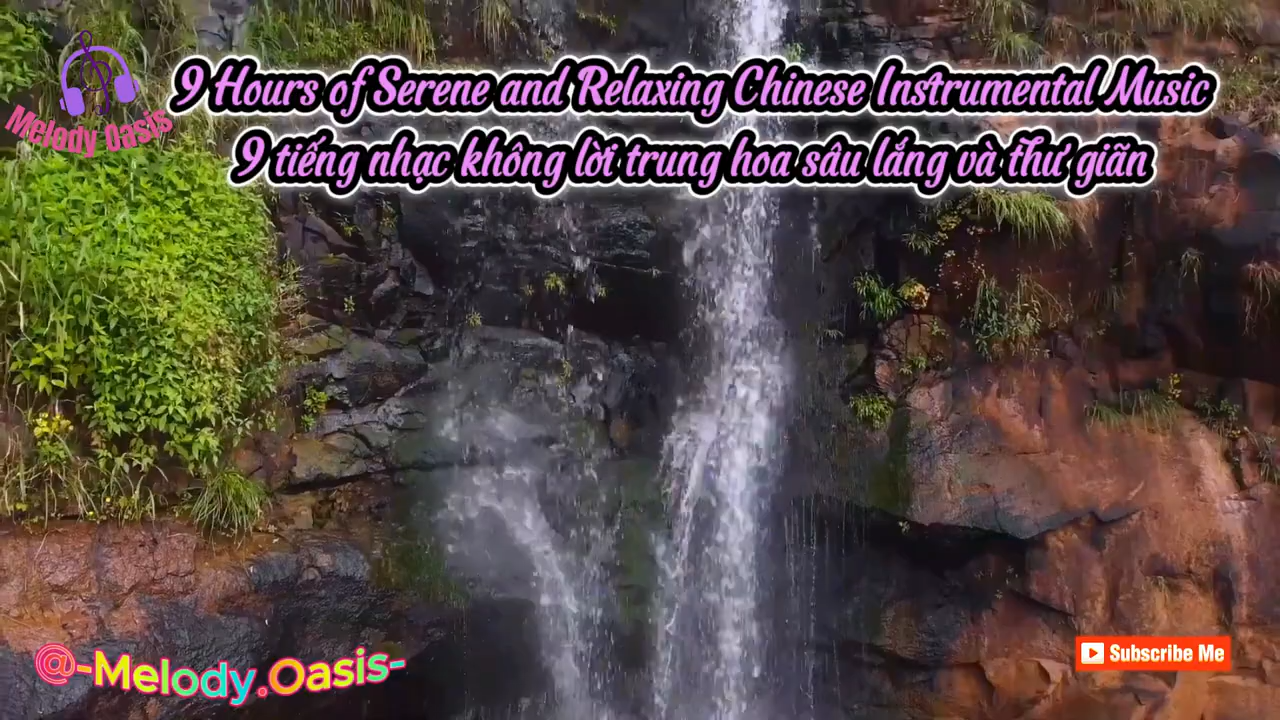 9 Hours of Serene and Relaxing Chinese Instrumental Music
9 tiếng nhạc không lời trung hoa sâu lắng và thư giãn
Melody Oasis
@-Melody.Oasis-
Subscribe Me